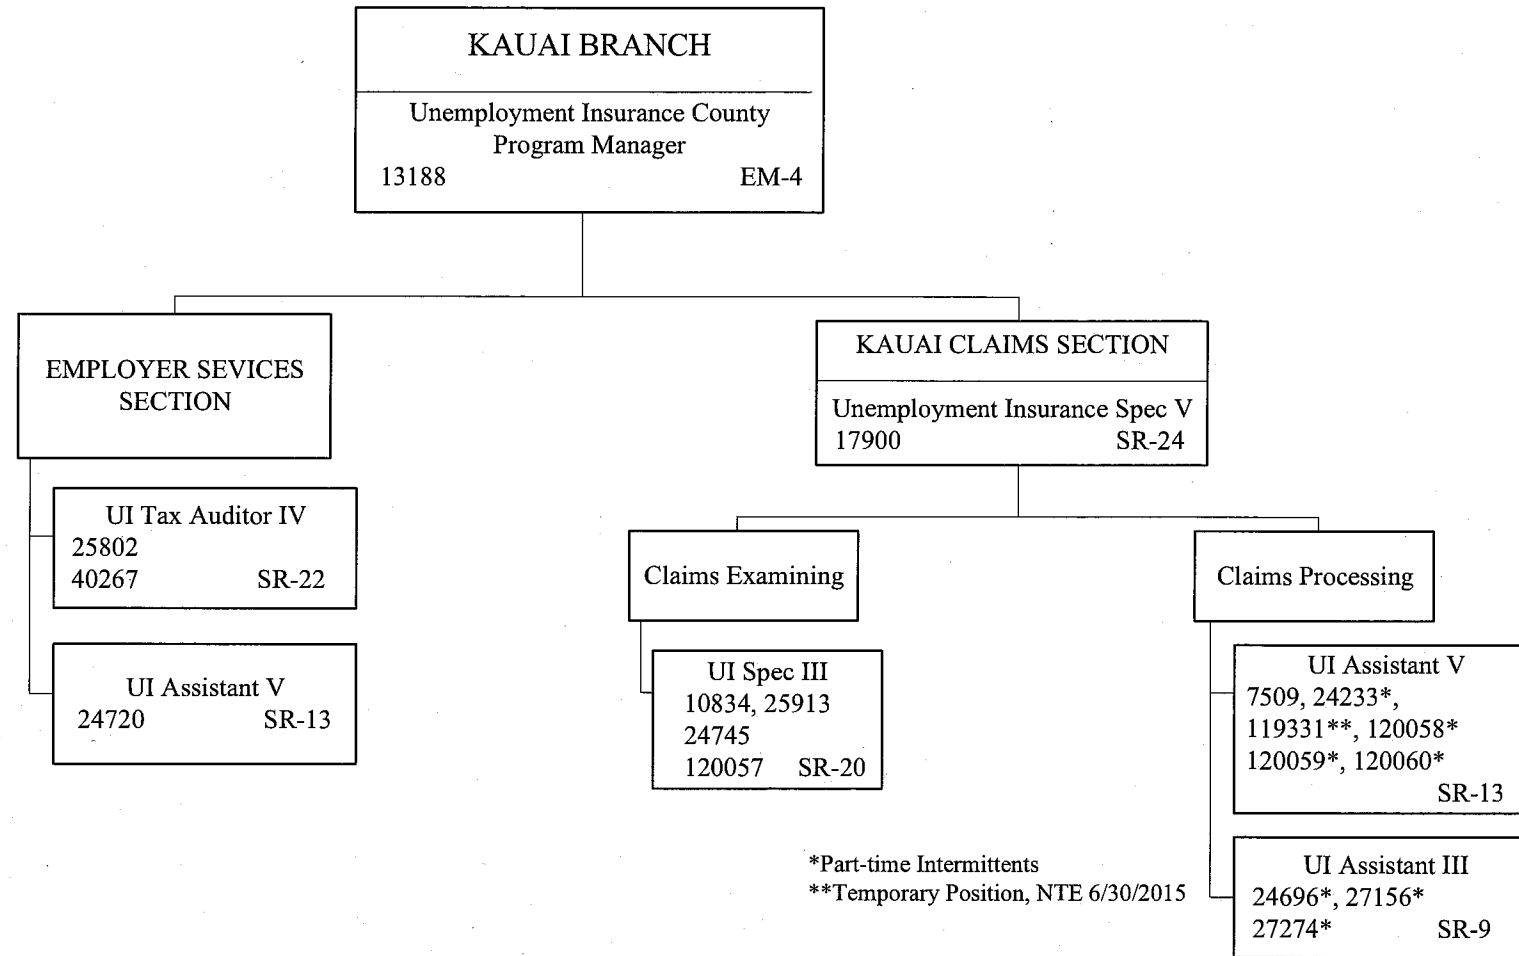 KAUAI BRANCH
Unemployment Insurance County
Program Manager
13188 EM-4
EMPLOYER SEVICES
SECTION
UI Tax Auditor IV
25802
40267 SR-22
UI Assistant V
24720 SR-13
KAUAI CLAIMS SECTION
Unemployment Insurance Spec V
17900 SR-24
Claims Examining
UI Spec III
10834, 25913
24745
120057 SR-20
Claims Processing
UI Assistant V
7509, 24233*,
119331**, 120058*
120059*, 120060*
SR-13
UI Assistant III
24696*, 27156*
27274* SR-9
*Part-time Intermittents
**Temporary Position, NTE 6/30/2015